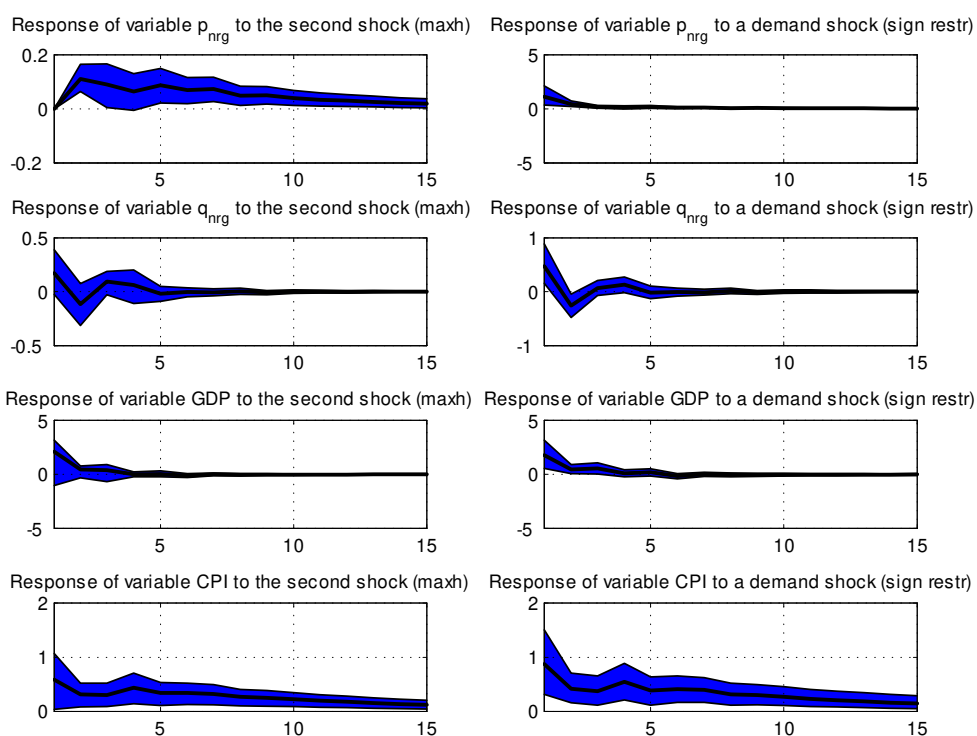 Response of variable p_nrg to the second shock (maxh)
0.2
0
-0.2
5 10 15
Response of variable p_nrg to a demand shock (sign restr)
5
0
-5
5 10 15
Response of variable q_nrg to the second shock (maxh)
0.5
0
-0.5
5 10 15
Response of variable q_nrg to a demand shock (sign restr)
1
0
-1
5 10 15
Response of variable GDP to the second shock (maxh)
5
0
-5
5 10 15
Response of variable GDP to a demand shock (sign restr)
5
0
-5
5 10 15
Response of variable CPI to the second shock (maxh)
2
1
0
5 10 15
Response of variable CPI to a demand shock (sign restr)
2
1
0
5 10 15